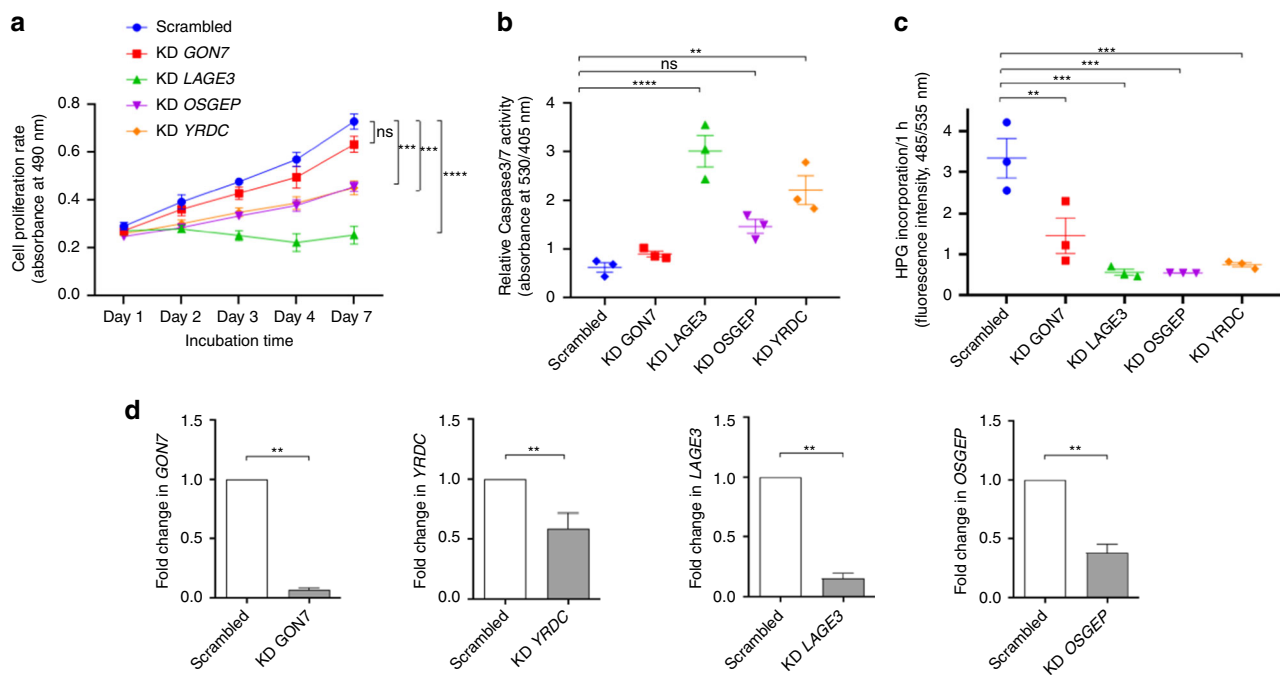 a
Scrambled
KD GON7
KD LAGE3
KD OSGEP
KD YRDC
0.8
0.6
0.4
0.2
0.0
Cell proliferation rate
(absorbance at 490 nm)
Day 1 Day 2 Day 3 Day 4 Day 7
Incubation time
ns
***
***
****
b
**
ns
****
4
3
2
1
0
Relative Caspase3/7 activity
(absorbance at 530/405 nm)
Scrambled
KD GON7
KD LAGE3
KD OSGEP
KD YRDC
c
***
***
***
**
4
3
2
1
0
HPG incorporation/1 h
(fluorescence intensity, 485/535 nm)
Scrambled
KD GON7
KD LAGE3
KD OSGEP
KD YRDC
d
1.5
1.0
0.5
0.0
Fold change in GON7
**
Scrambled
KD GON7
1.5
1.0
0.5
0.0
Fold change in YRDC
**
Scrambled
KD YRDC
1.5
1.0
0.5
0.0
Fold change in LAGE3
**
Scrambled
KD LAGE3
1.5
1.0
0.5
0.0
Fold change in OSGEP
**
Scrambled
KD OSGEP